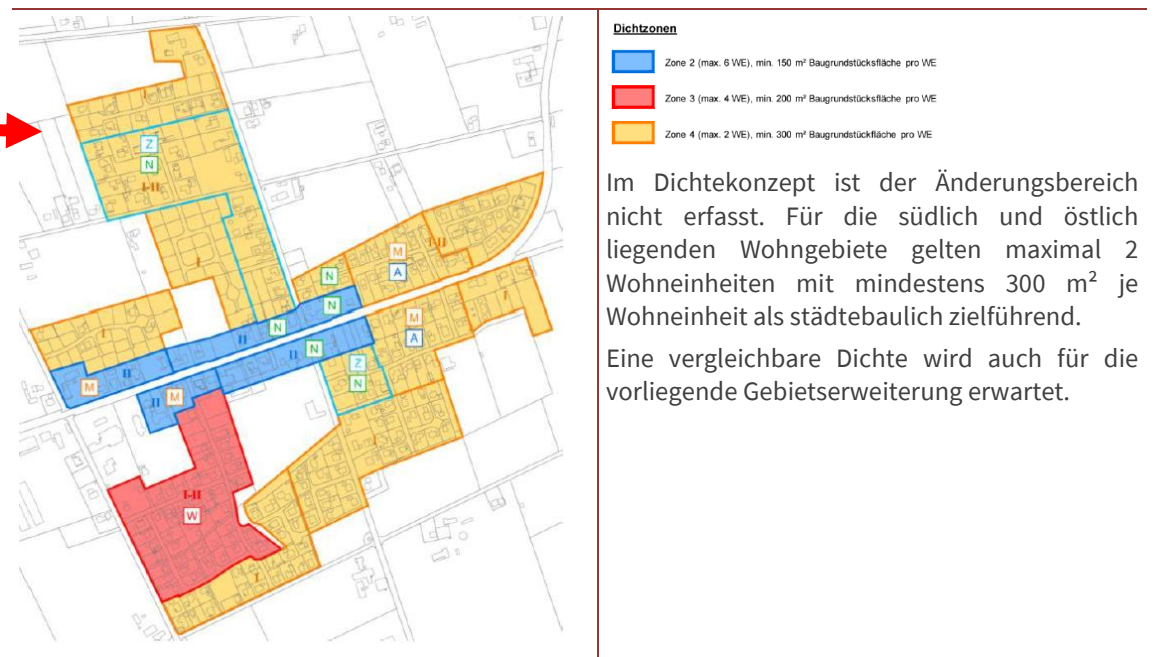 Dichtzonen
Zone 2 (max. 6 WE), min. 150 m² Baugrundstücksfläche pro WE
Zone 3 (max. 4 WE), min. 200 m² Baugrundstücksfläche pro WE
Zone 4 (max. 2 WE), min. 300 m² Baugrundstückfläche pro WE
Im Dichtekonzept ist der Änderungsbereich
nicht erfasst. Für die südlich und östlich
liegenden Wohngebiete gelten maximal 2
Wohneinheiten mit mindestens 300 m² je
Wohneinheit als städtebaulich zielführend.
Eine vergleichbare Dichte wird auch für die
vorliegende Gebietserweiterung erwartet.
I
Z
N
I-II
I
M
I-II
N
A
N
M
I
N
II
A
II
N
Z
N
I
M
II
II
M
I
I-II
W
I